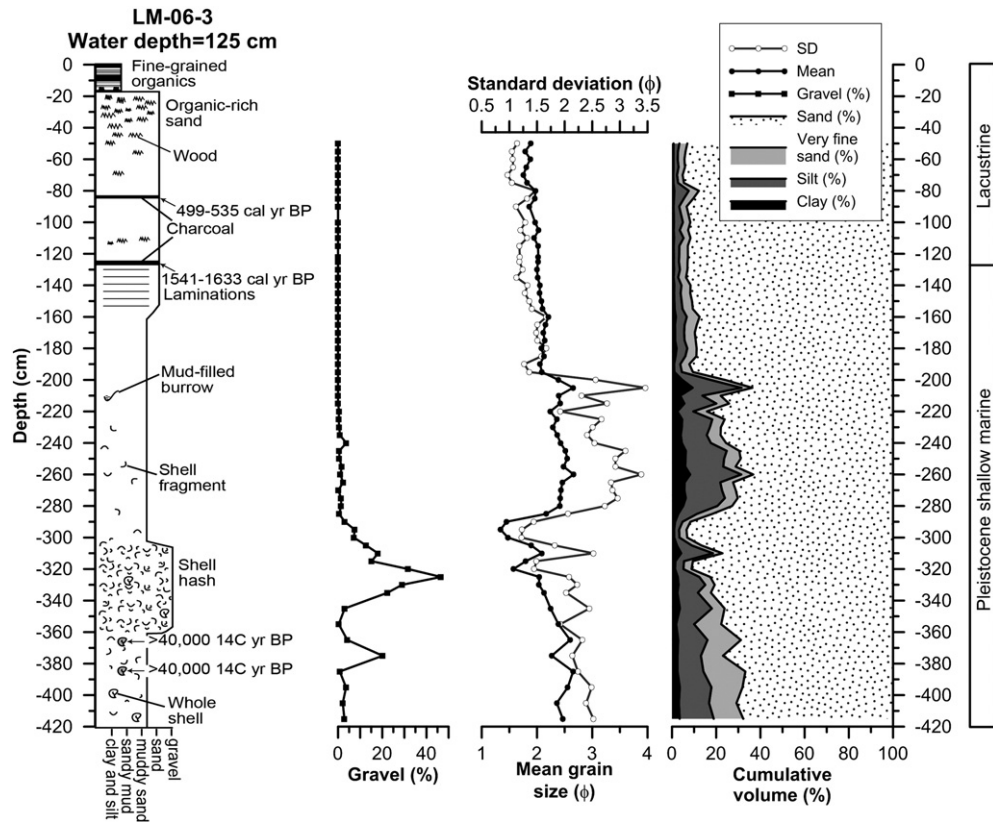 LM-06-3
Water depth=125 cm
0
-20
-40
-60
-80
-100
-120
-140
-160
-180
-200
-220
-240
-260
-280
-300
-320
-340
-360
-380
-400
-420
Depth (cm)
Fine-grained
organics
Organic-rich
sand
Wood
499-535 cal yr BP
Charcoal
1541-1633 cal yr BP
Laminations
Mud-filled
burrow
Shell
fragment
Shell
hash
>40,000 14C yr BP
>40,000 14C yr BP
Whole
shell
clay and silt
sandy mud
muddy sand
sand
gravel
0 20 40
Gravel (%)
Standard deviation (ϕ)
0.5 1 1.5 2 2.5 3 3.5
1 2 3 4
Mean grain
size (ϕ)
SD
Mean
Gravel (%)
Sand (%)
Very fine
sand (%)
Silt (%)
Clay (%)
0 20 40 60 80 100
Cumulative
volume (%)
0
-20
-40
-60
-80
-100
-120
-140
-160
-180
-200
-220
-240
-260
-280
-300
-320
-340
-360
-380
-400
-420
Lacustrine
Pleistocene shallow marine